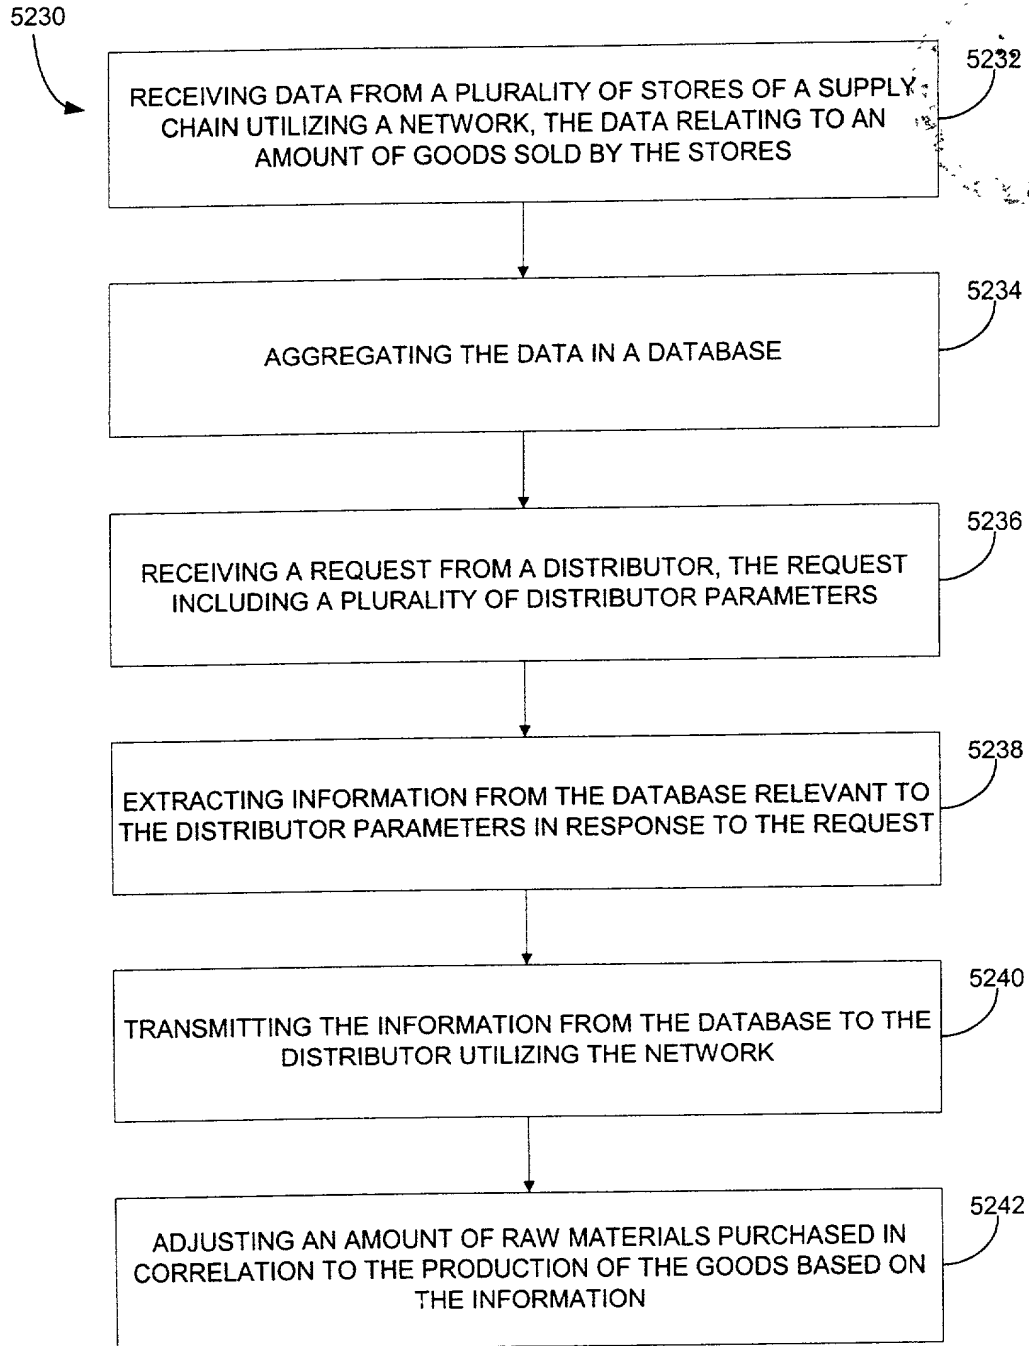 5230
5232
RECEIVING DATA FROM A PLURALITY OF STORES OF A SUPPLY
CHAIN UTILIZING A NETWORK, THE DATA RELATING TO AN
AMOUNT OF GOODS SOLD BY THE STORES
5234
AGGREGATING THE DATA IN A DATABASE
5236
RECEIVING A REQUEST FROM A DISTRIBUTOR, THE REQUEST
INCLUDING A PLURALITY OF DISTRIBUTOR PARAMETERS
5238
EXTRACTING INFORMATION FROM THE DATABASE RELEVANT TO
THE DISTRIBUTOR PARAMETERS IN RESPONSE TO THE REQUEST
5240
TRANSMITTING THE INFORMATION FROM THE DATABASE TO THE
DISTRIBUTOR UTILIZING THE NETWORK
5242
ADJUSTING AN AMOUNT OF RAW MATERIALS PURCHASED IN
CORRELATION TO THE PRODUCTION OF THE GOODS BASED ON
THE INFORMATION